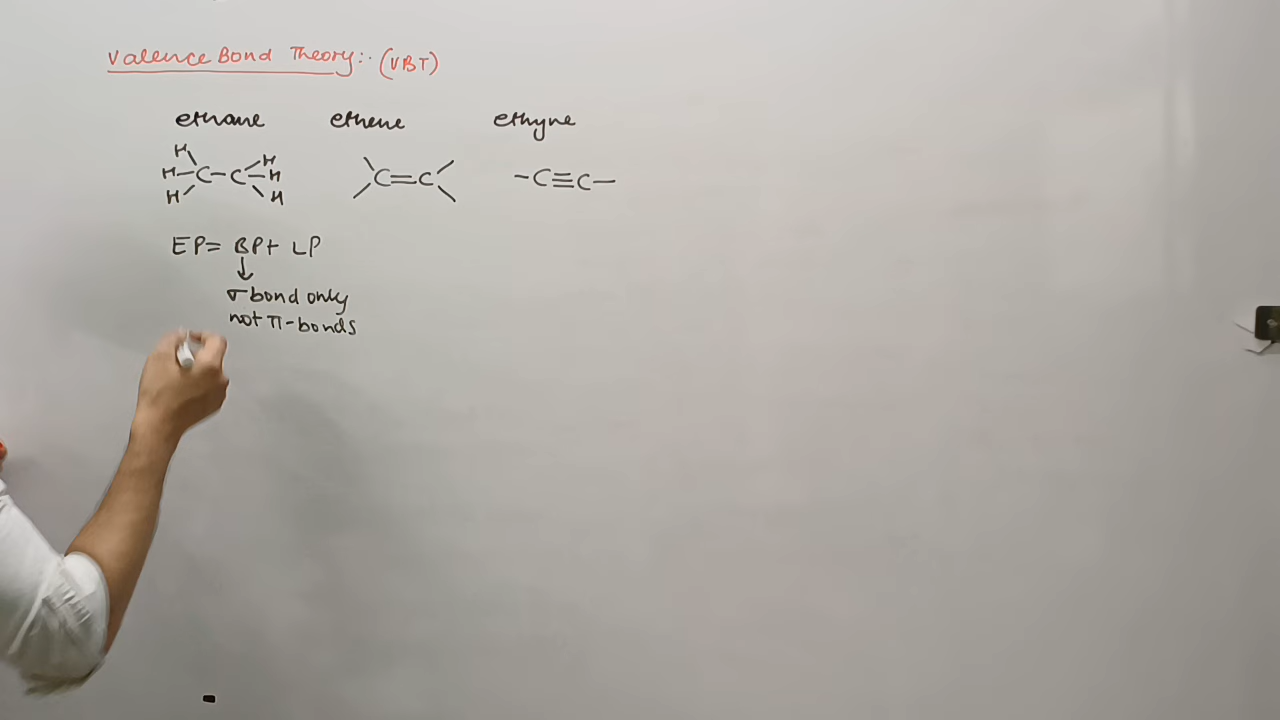 Valence Bond Theory:- (VBT)
ethane ethene ethyne
H H
H-C-C-H C=C -C≡C-
H H
EP= BP+ LP
↓
σ bond only
not π-bonds